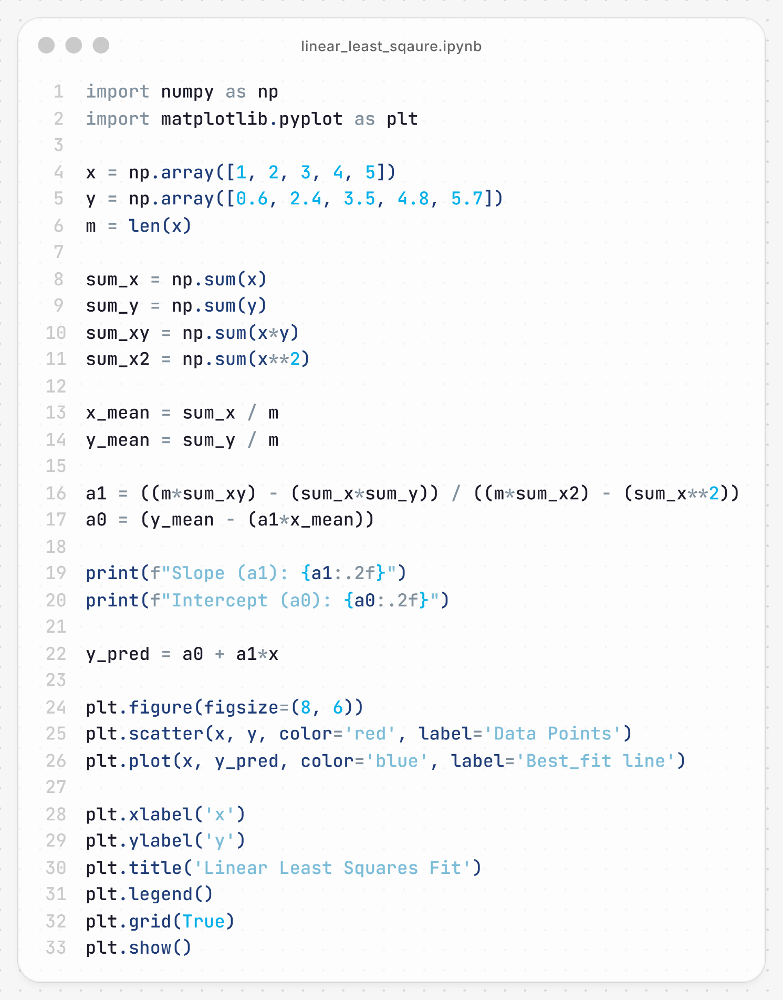 linear_least_sqaure.ipynb
1 import numpy as np
2 import matplotlib.pyplot as plt
3
4 x = np.array([1, 2, 3, 4, 5])
5 y = np.array([0.6, 2.4, 3.5, 4.8, 5.7])
6 m = len(x)
7
8 sum_x = np.sum(x)
9 sum_y = np.sum(y)
10 sum_xy = np.sum(x*y)
11 sum_x2 = np.sum(x**2)
12
13 x_mean = sum_x / m
14 y_mean = sum_y / m
15
16 a1 = ((m*sum_xy) - (sum_x*sum_y)) / ((m*sum_x2) - (sum_x**2))
17 a0 = (y_mean - (a1*x_mean))
18
19 print(f"Slope (a1): {a1:.2f}")
20 print(f"Intercept (a0): {a0:.2f}")
21
22 y_pred = a0 + a1*x
23
24 plt.figure(figsize=(8, 6))
25 plt.scatter(x, y, color='red', label='Data Points')
26 plt.plot(x, y_pred, color='blue', label='Best_fit line')
27
28 plt.xlabel('x')
29 plt.ylabel('y')
30 plt.title('Linear Least Squares Fit')
31 plt.legend()
32 plt.grid(True)
33 plt.show()